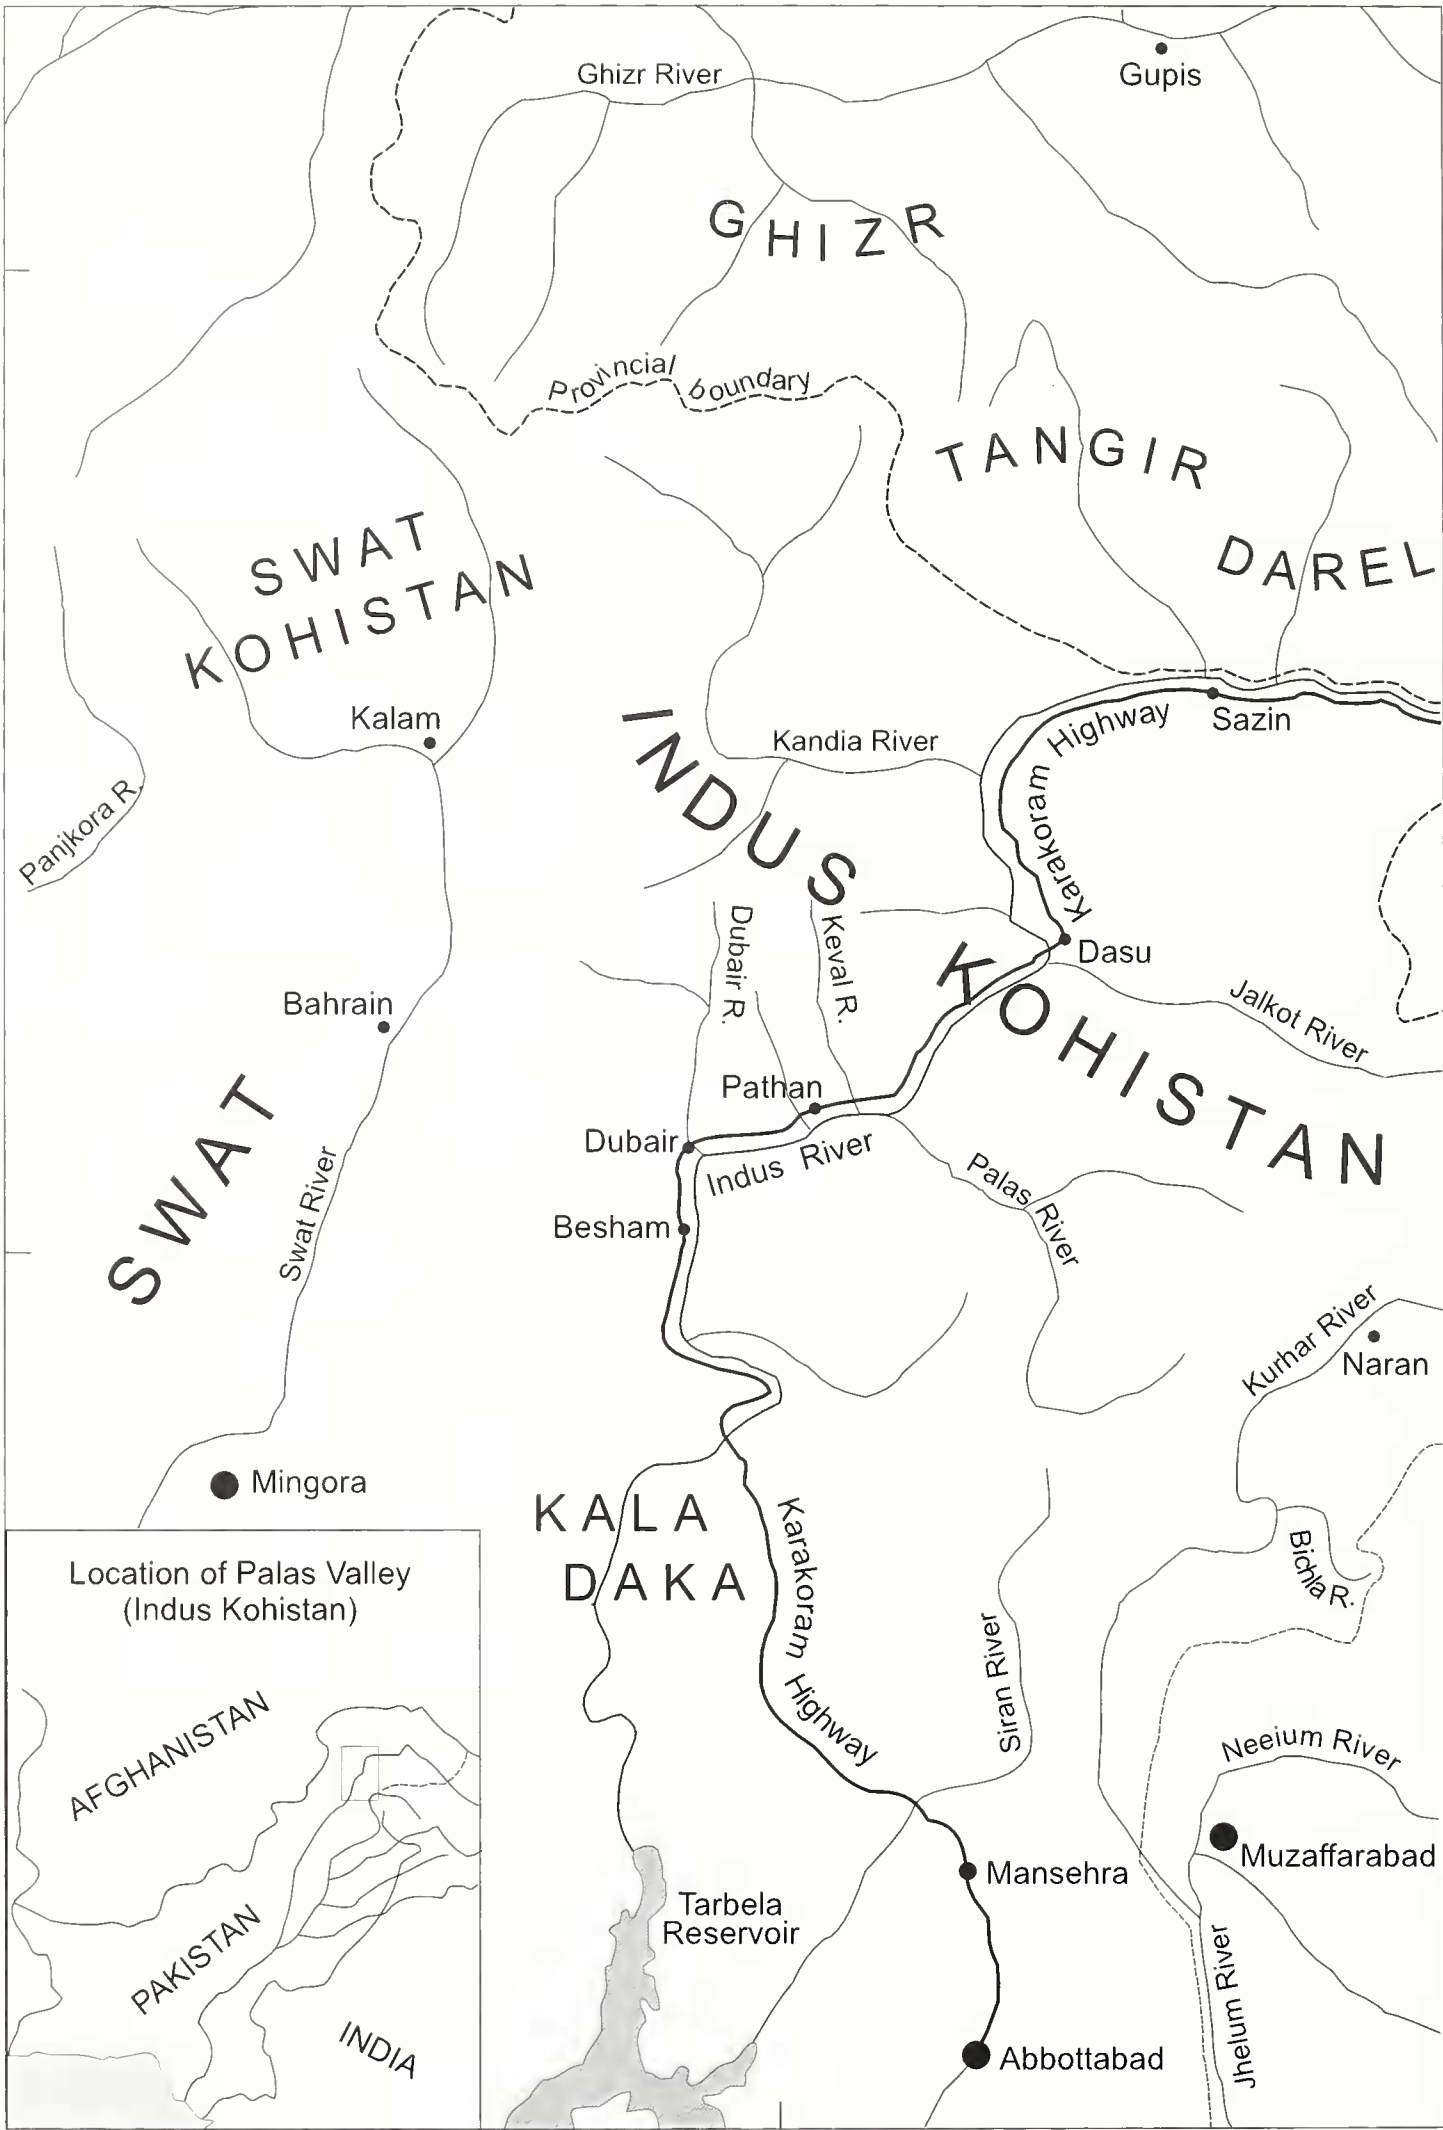 Ghizr River
Gupis
GHIZR
Provincial boundary
TANGIR
DAREL
SWAT
KOHISTAN
Kalam
Panjkora R.
INDUS
KOHISTAN
Kandia River
Karakoram Highway
Sazin
Dasu
Dubair R.
Keval R.
Jalkot River
Bahrain
Pathan
Dubair
Indus River
Palas River
Besham
SWAT
Swat River
Kurhar River
Naran
Mingora
KALA
DAKA
Karakoram Highway
Siran River
Bichla R.
Neeium River
Muzaffarabad
Mansehra
Tarbela
Reservoir
Jhelum River
Abbottabad
Location of Palas Valley
(Indus Kohistan)
AFGHANISTAN
PAKISTAN
INDIA